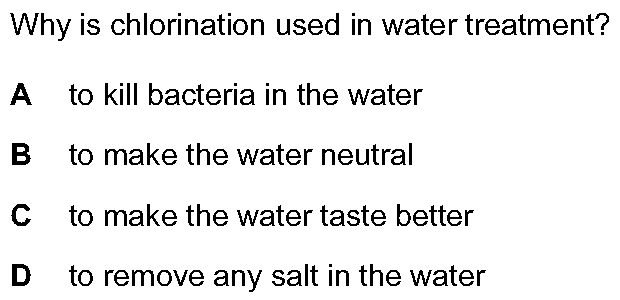 Why is chlorination used in water treatment?
A to kill bacteria in the water
B to make the water neutral
C to make the water taste better
D to remove any salt in the water